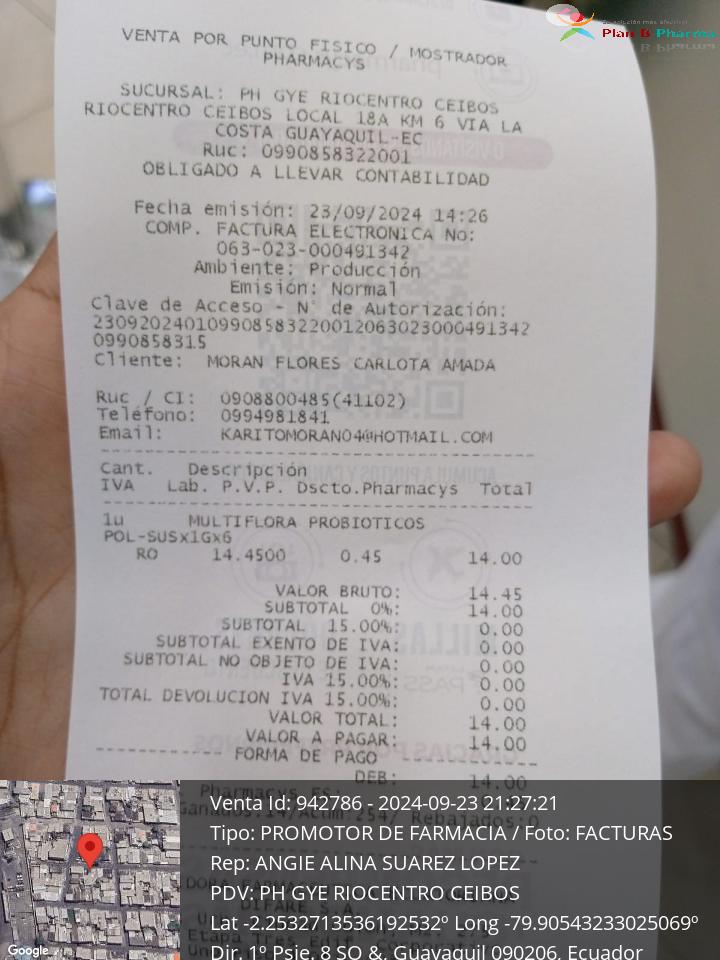 Plan B Pharma
VENTA POR PUNTO FISICO / MOSTRADOR
PHARMACYS
SUCURSAL: PH GYE RIOCENTRO CEIBOS
RIOCENTRO CEIBOS LOCAL 18A KM 6 VIA LA
COSTA GUAYAQUIL-EC
Ruc: 0990858322001
OBLIGADO A LLEVAR CONTABILIDAD
Fecha emisión: 23/09/2024 14:26
COMP. FACTURA ELECTRONICA No:
063-023-000491342
Ambiente: Producción
Emisión: Normal
Clave de Acceso - N° de Autorización:
230920240109908583220012063023000491342
0990858315
Cliente: MORAN FLORES CARLOTA AMADA
Ruc / CI: 0908800485(41102)
Teléfono: 0994981841
Email: KARITOMORAN04@HOTMAIL.COM
Cant. Descripción
IVA Lab. P.V.P. Dscto.Pharmacys Total
1u MULTIFLORA PROBIOTICOS
POL-SUSx1Gx6
RO 14.4500 0.45 14.00
VALOR BRUTO: 14.45
SUBTOTAL 0%: 14.00
SUBTOTAL 15.00%: 0.00
SUBTOTAL EXENTO DE IVA: 0.00
SUBTOTAL NO OBJETO DE IVA: 0.00
IVA 15.00%: 0.00
TOTAL DEVOLUCION IVA 15.00%: 0.00
VALOR TOTAL: 14.00
VALOR A PAGAR: 14.00
FORMA DE PAGO
DEB: 14.00
Venta Id: 942786 - 2024-09-23 21:27:21
Tipo: PROMOTOR DE FARMACIA / Foto: FACTURAS
Rep: ANGIE ALINA SUAREZ LOPEZ
PDV: PH GYE RIOCENTRO CEIBOS
Lat -2.2532713536192532º Long -79.90543233025069º
Dir. 1º Psje. 8 SO &, Guayaquil 090206, Ecuador
Google